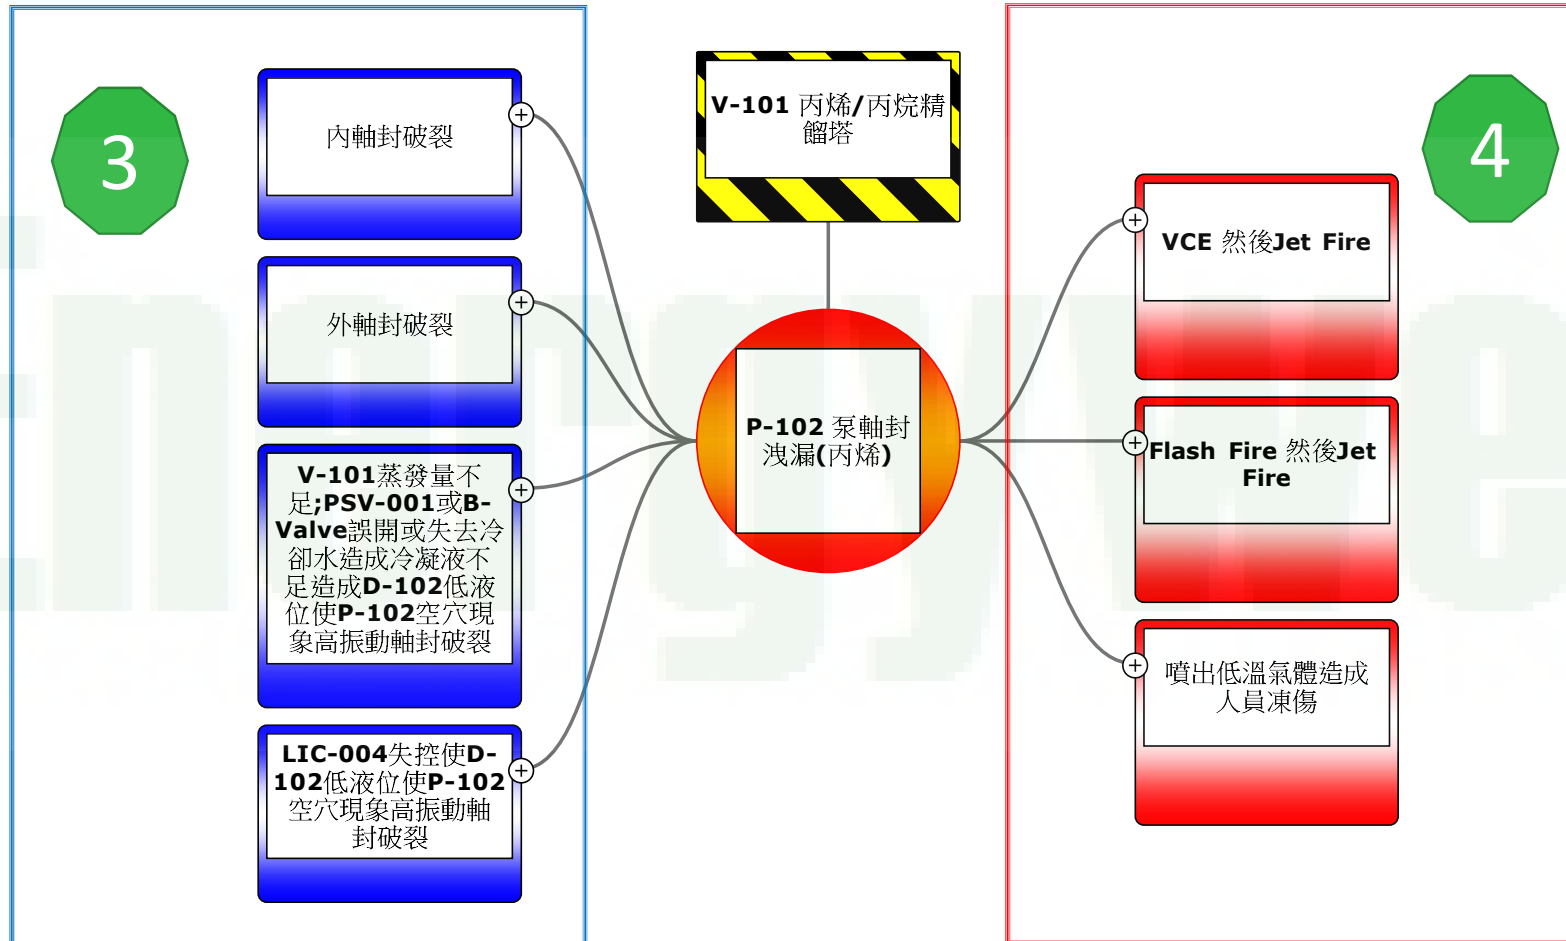 3
內軸封破裂
外軸封破裂
V-101蒸發量不
足;PSV-001或B-
Valve誤開或失去冷
卻水造成冷凝液不
足造成D-102低液
位使P-102空穴現
象高振動軸封破裂
LIC-004失控使D-
102低液位使P-102
空穴現象高振動軸
封破裂
V-101 丙烯/丙烷精
餾塔
P-102 泵軸封
洩漏(丙烯)
4
VCE 然後Jet Fire
Flash Fire 然後Jet
Fire
噴出低溫氣體造成
人員凍傷